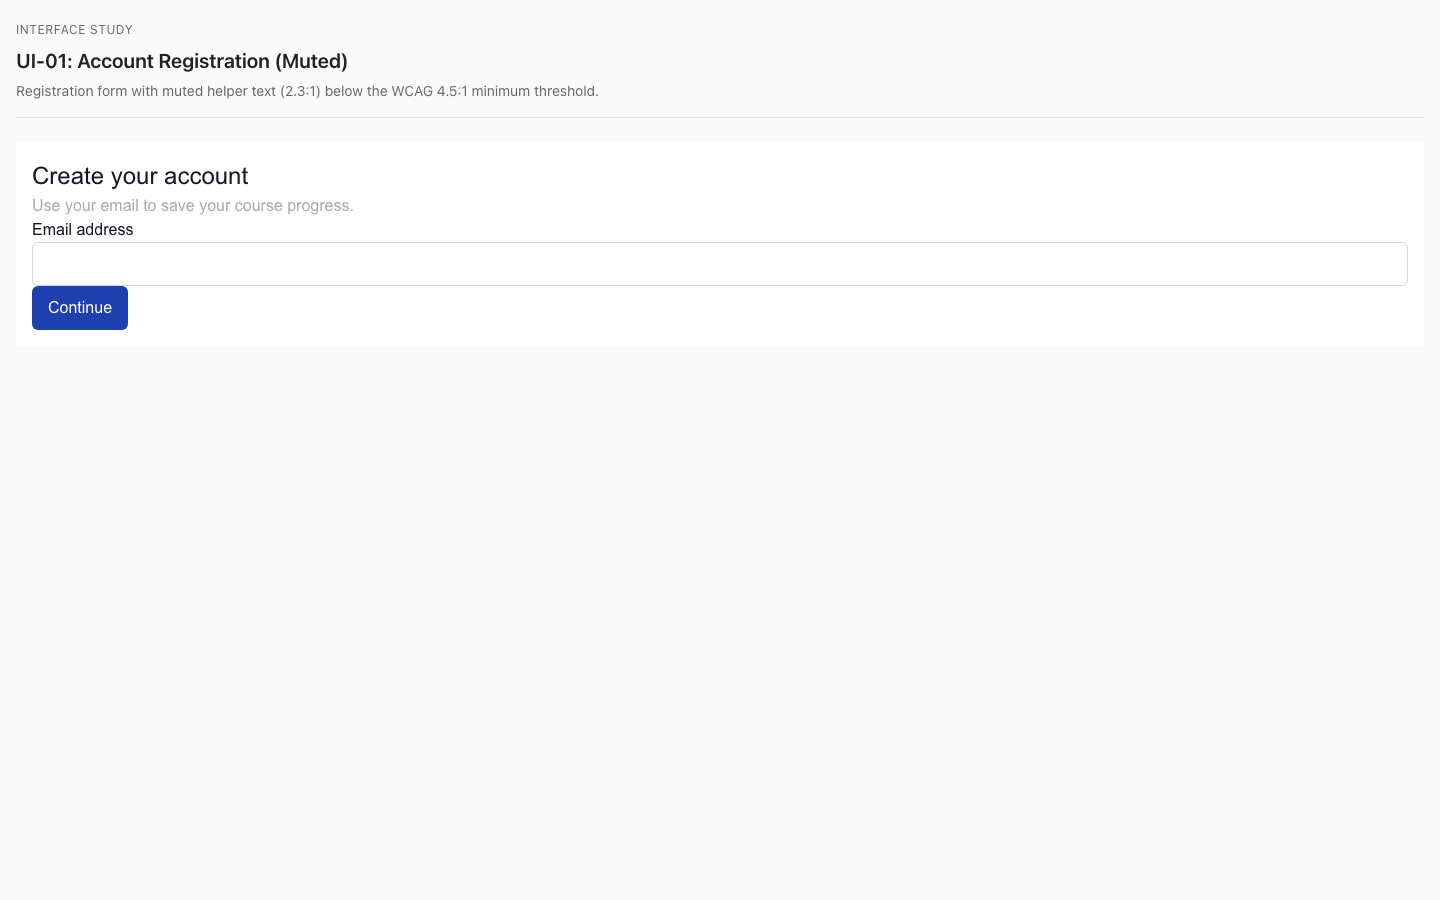 INTERFACE STUDY
UI-01: Account Registration (Muted)
Registration form with muted helper text (2.3:1) below the WCAG 4.5:1 minimum threshold.
Create your account
Use your email to save your course progress.
Email address
Continue